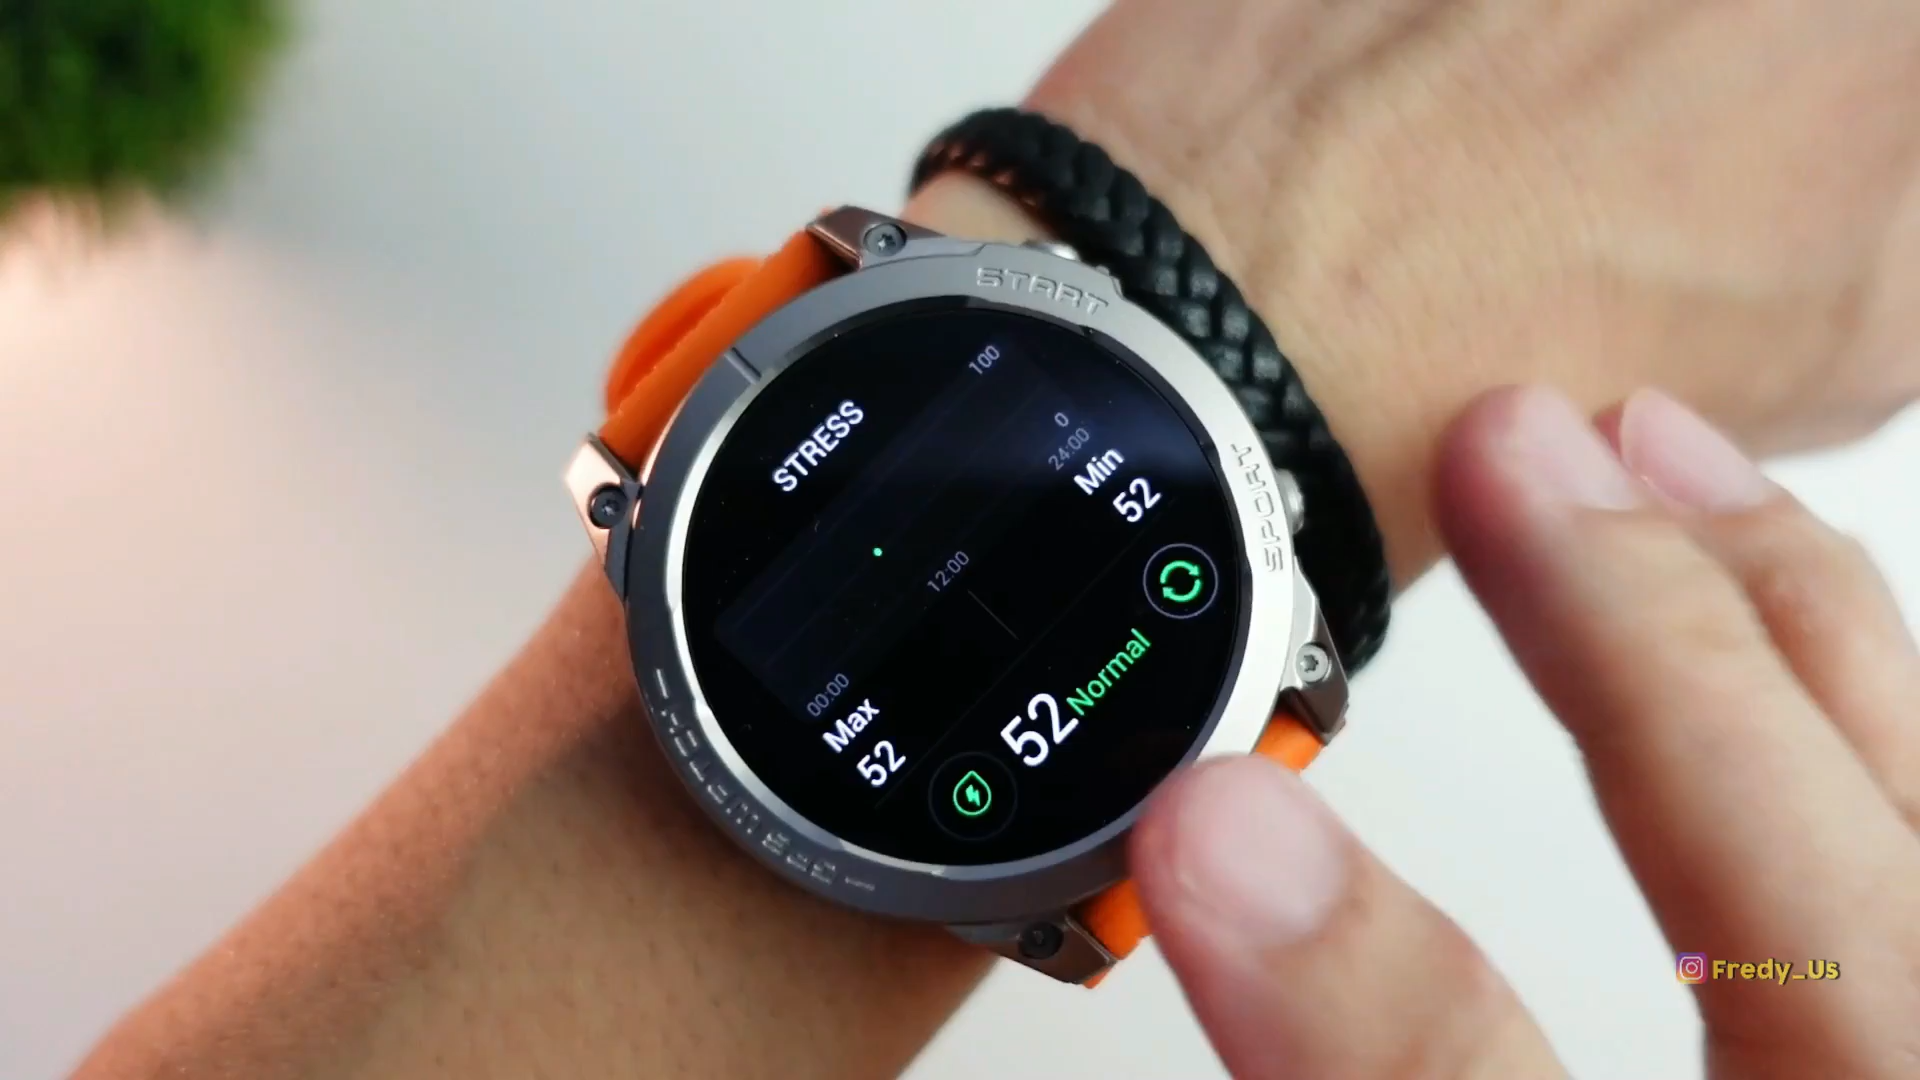 START
SPORT
STRESS
100
0
00:00
12:00
24:00
Max
52
Min
52
52 Normal
Fredy_Us